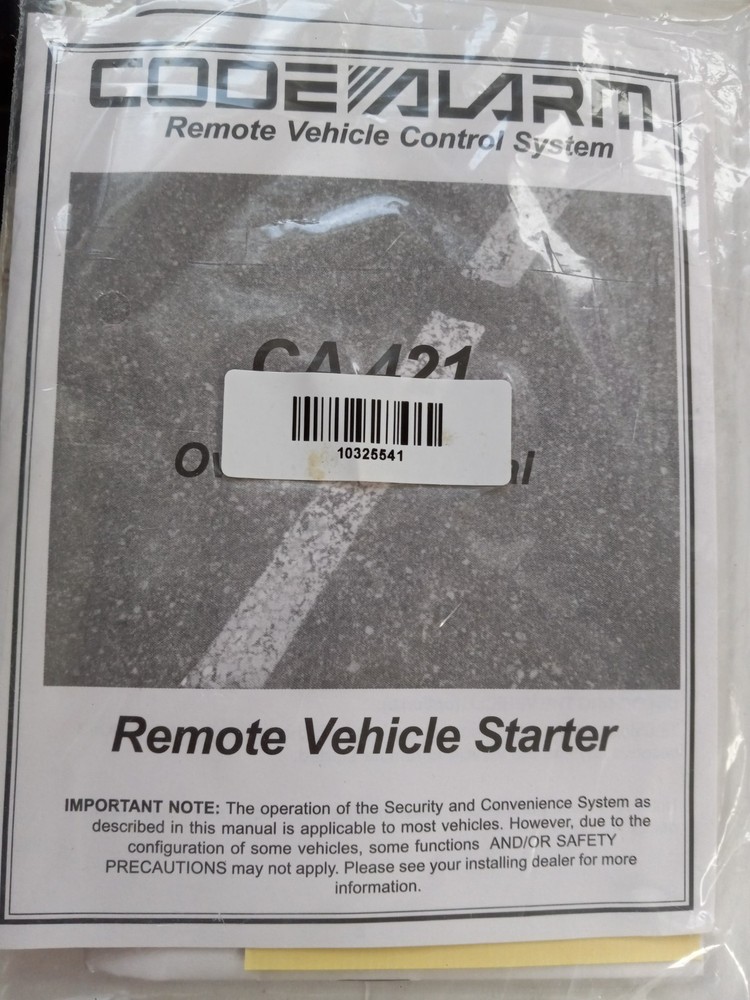 CODE ALARM
Remote Vehicle Control System
CA 421
10325541
Remote Vehicle Starter
IMPORTANT NOTE: The operation of the Security and Convenience System as
described in this manual is applicable to most vehicles. However, due to the
configuration of some vehicles, some functions AND/OR SAFETY
PRECAUTIONS may not apply. Please see your installing dealer for more
information.